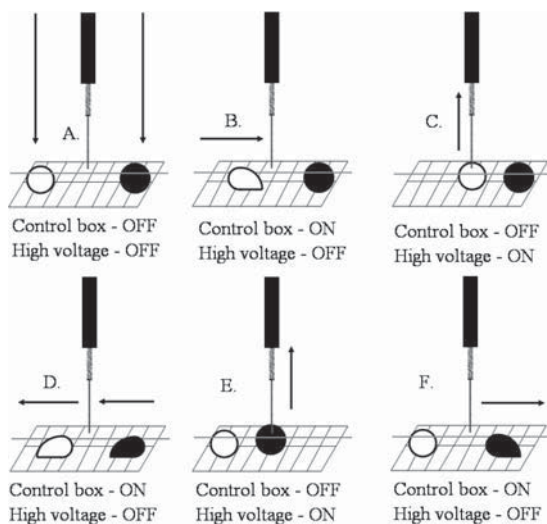 A.
Control box - OFF
High voltage - OFF
B.
Control box - ON
High voltage - OFF
C.
Control box - OFF
High voltage - ON
D.
Control box - ON
High voltage - OFF
E.
Control box - OFF
High voltage - ON
F.
Control box - ON
High voltage - OFF